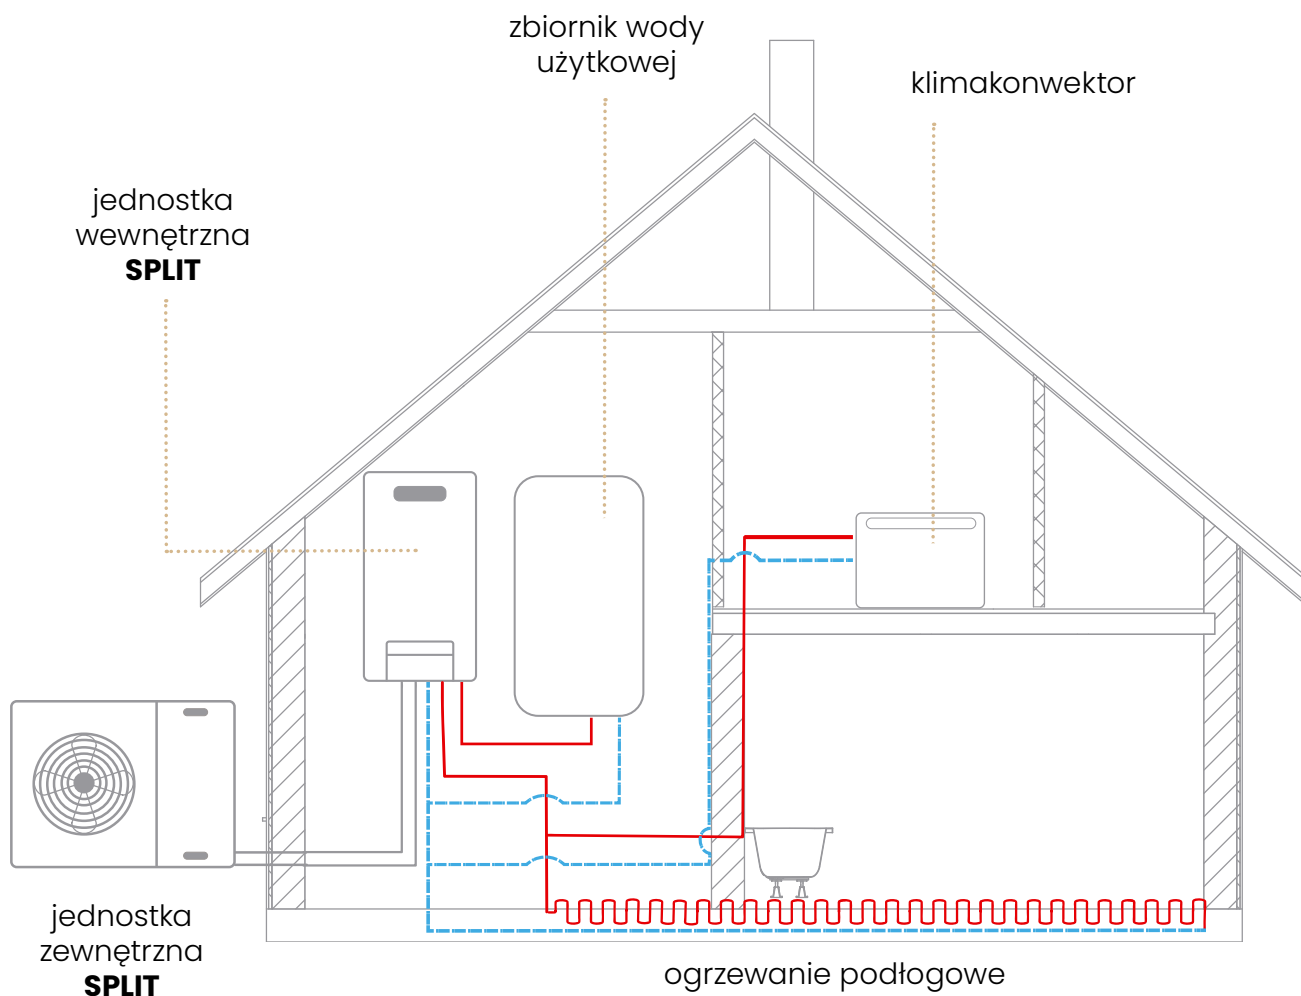 zbiornik wody
użytkowej
klimakonwektor
jednostka
wewnętrzna
SPLIT
jednostka
zewnętrzna
SPLIT
ogrzewanie podłogowe